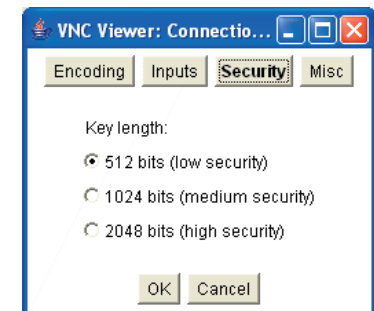 VNC Viewer: Connectio...
Encoding Inputs Security Misc
Key length:
512 bits (low security)
1024 bits (medium security)
2048 bits (high security)
OK Cancel